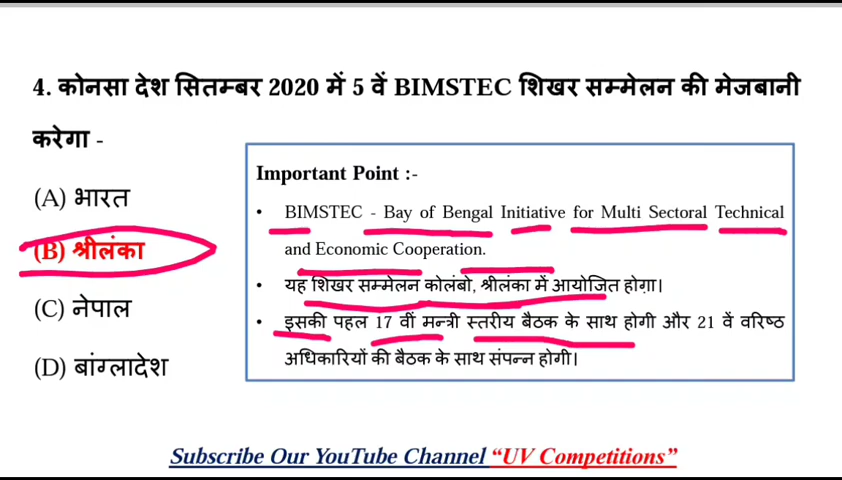 4. कोनसा देश सितम्बर 2020 में 5 वें BIMSTEC शिखर सम्मेलन की मेजबानी
करेगा -
(A) भारत
(B) श्रीलंका
(C) नेपाल
(D) बांग्लादेश
Important Point :-
• BIMSTEC - Bay of Bengal Initiative for Multi Sectoral Technical
and Economic Cooperation.
• यह शिखर सम्मेलन कोलंबो, श्रीलंका में आयोजित होगा।
• इसकी पहल 17 वीं मन्त्री स्तरीय बैठक के साथ होगी और 21 वें वरिष्ठ
अधिकारियों की बैठक के साथ संपन्न होगी।
Subscribe Our YouTube Channel “UV Competitions”